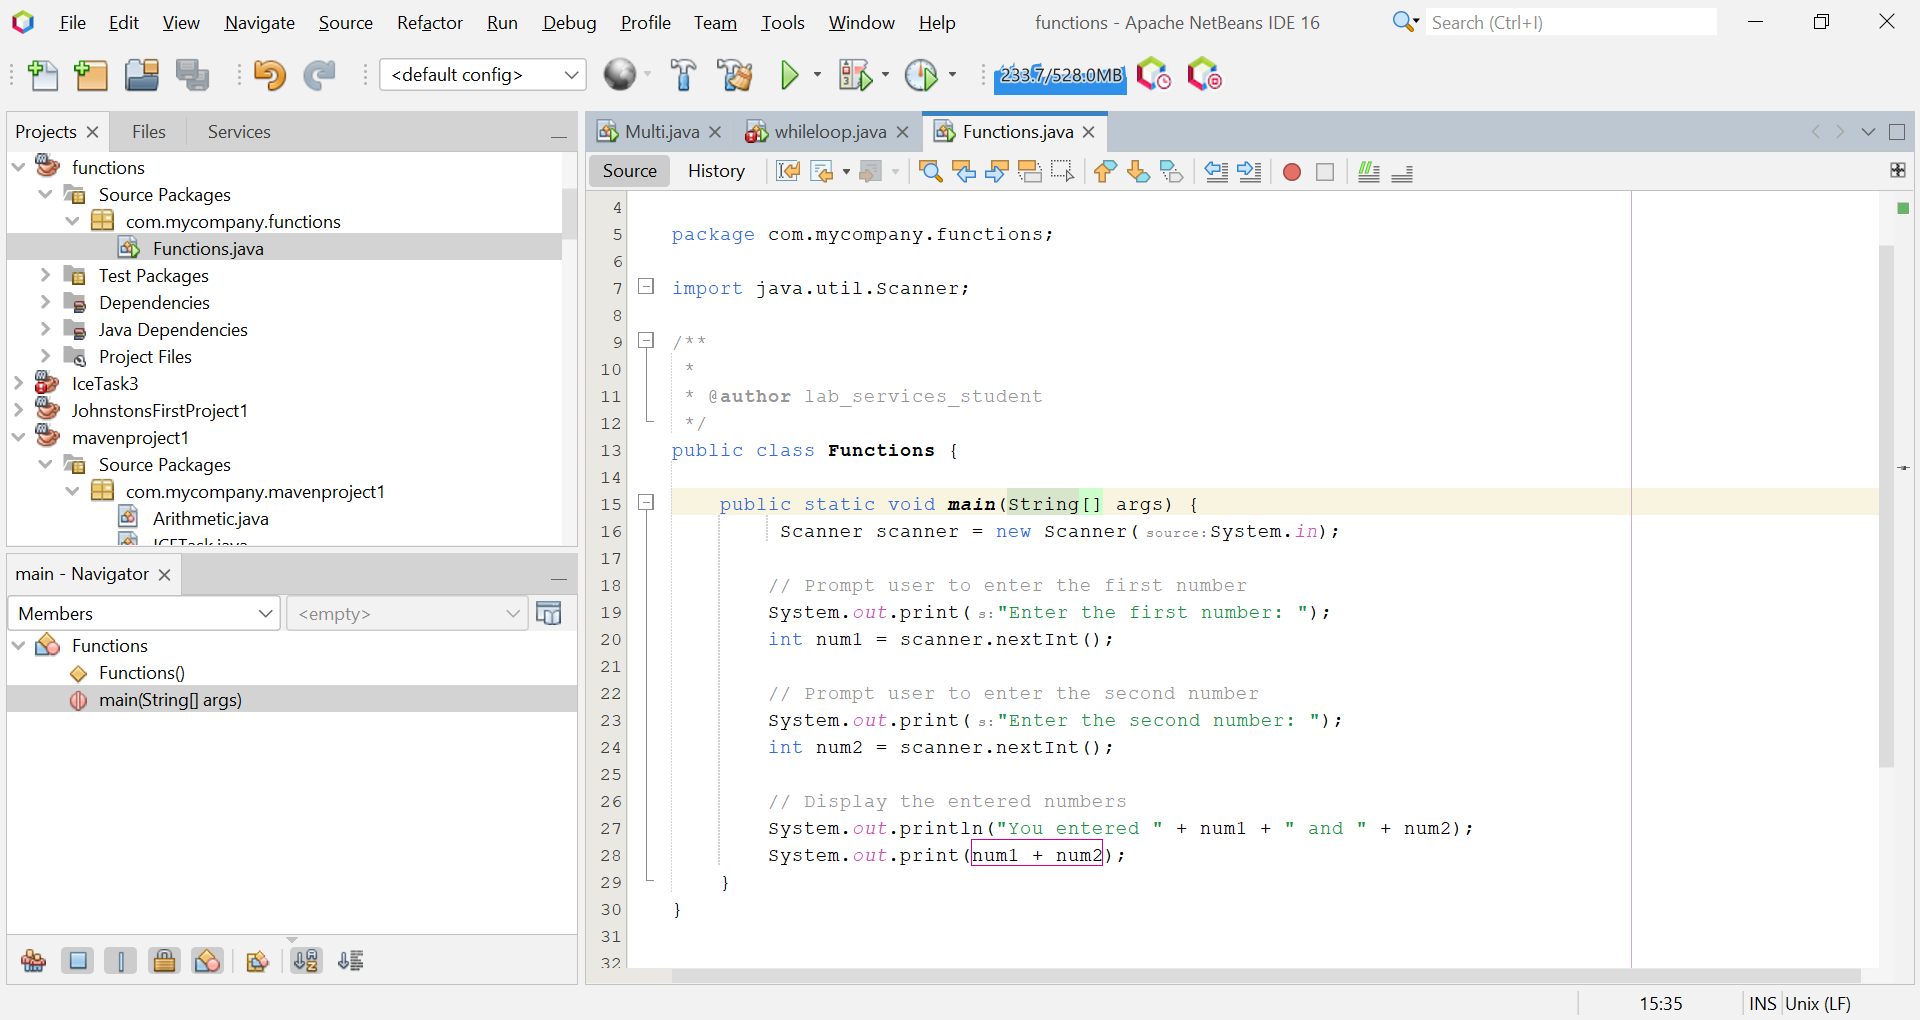 File Edit View Navigate Source Refactor Run Debug Profile Team Tools Window Help functions - Apache NetBeans IDE 16 Search (Ctrl+I)
<default config> 233.7/528.0MB
Projects Files Services
functions
Source Packages
com.mycompany.functions
Functions.java
Test Packages
Dependencies
Java Dependencies
Project Files
IceTask3
JohnstonsFirstProject1
mavenproject1
Source Packages
com.mycompany.mavenproject1
Arithmetic.java
ICETask.java
main - Navigator
Members <empty>
Functions
Functions()
main(String[] args)
Multi.java whileloop.java Functions.java
Source History
4
5 package com.mycompany.functions;
6
7 import java.util.Scanner;
8
9 /**
10 *
11 * @author lab_services_student
12 */
13 public class Functions {
14
15 public static void main(String[] args) {
16 Scanner scanner = new Scanner( source:System.in);
17
18 // Prompt user to enter the first number
19 System.out.print( s:"Enter the first number: ");
20 int num1 = scanner.nextInt();
21
22 // Prompt user to enter the second number
23 System.out.print( s:"Enter the second number: ");
24 int num2 = scanner.nextInt();
25
26 // Display the entered numbers
27 System.out.println("You entered " + num1 + " and " + num2);
28 System.out.print(num1 + num2);
29 }
30 }
31
32
15:35 INS Unix (LF)